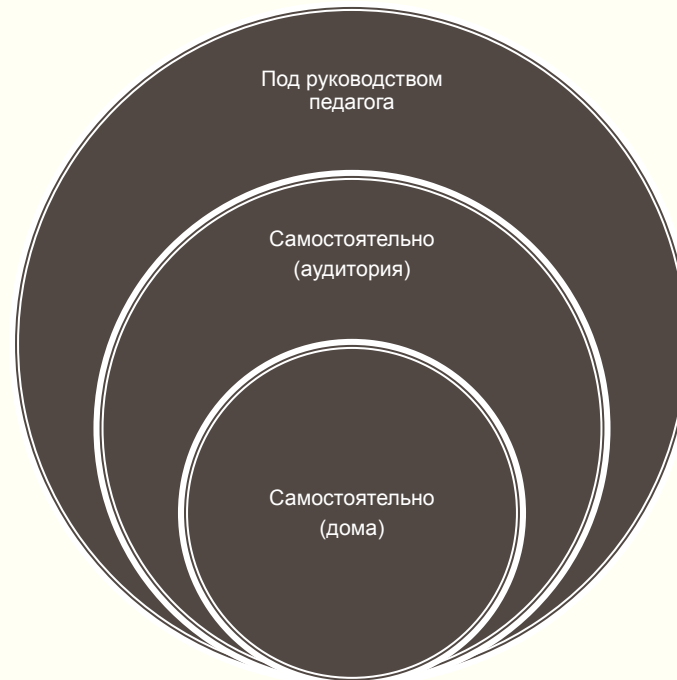 Под руководством
педагога
Самостоятельно
(аудитория)
Самостоятельно
(дома)